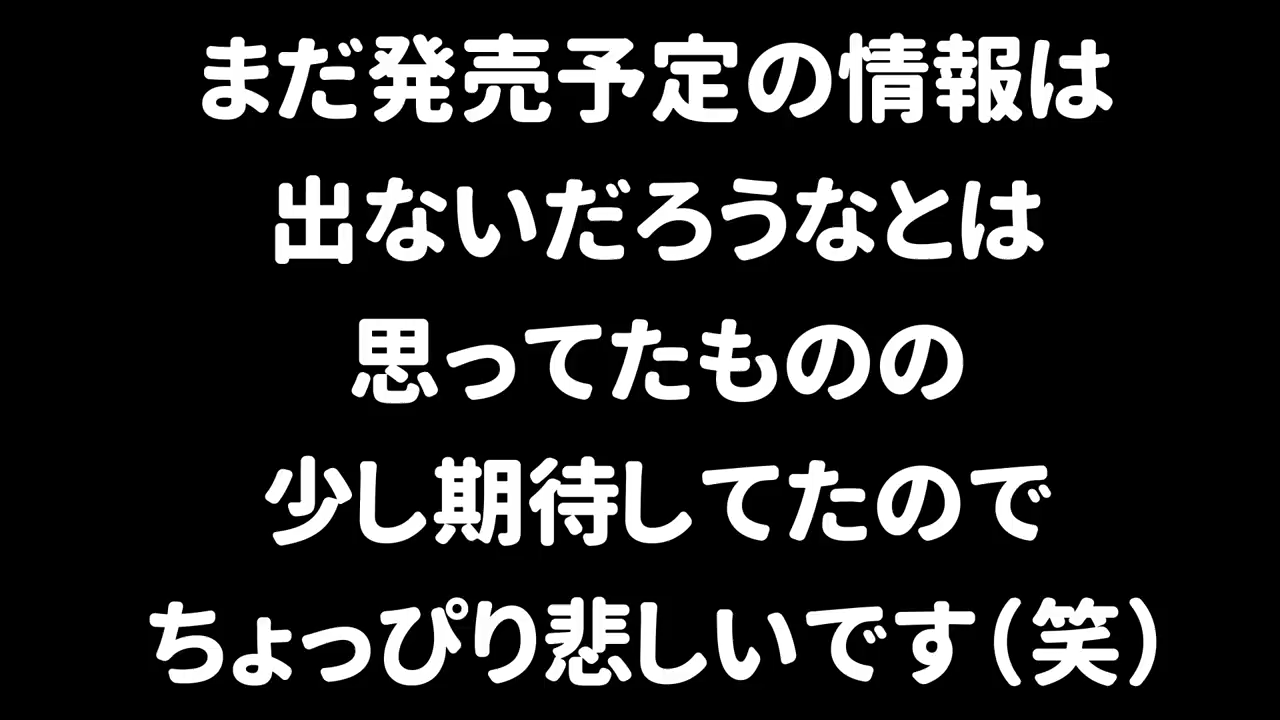 まだ発売予定の情報は
出ないだろうなとは
思ってたものの
少し期待してたので
ちょっぴり悲しいです(笑)